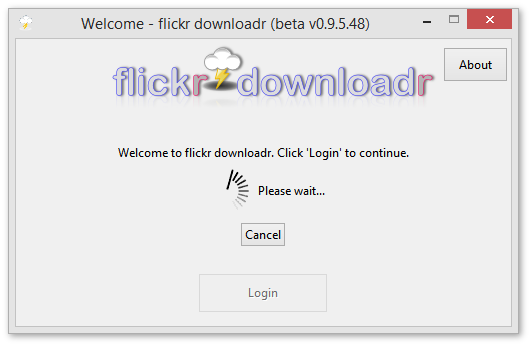 Welcome - flickr downloadr (beta v0.9.5.48)
flickr downloadr
About
Welcome to flickr downloadr. Click 'Login' to continue.
Please wait...
Cancel
Login